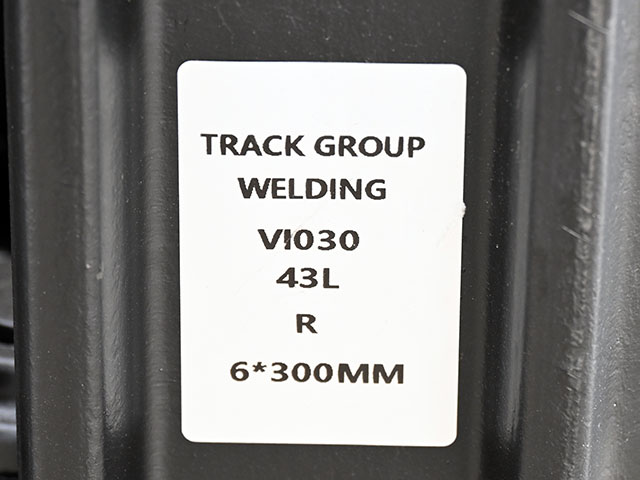 TRACK GROUP
WELDING
VI030
43L
R
6*300MM